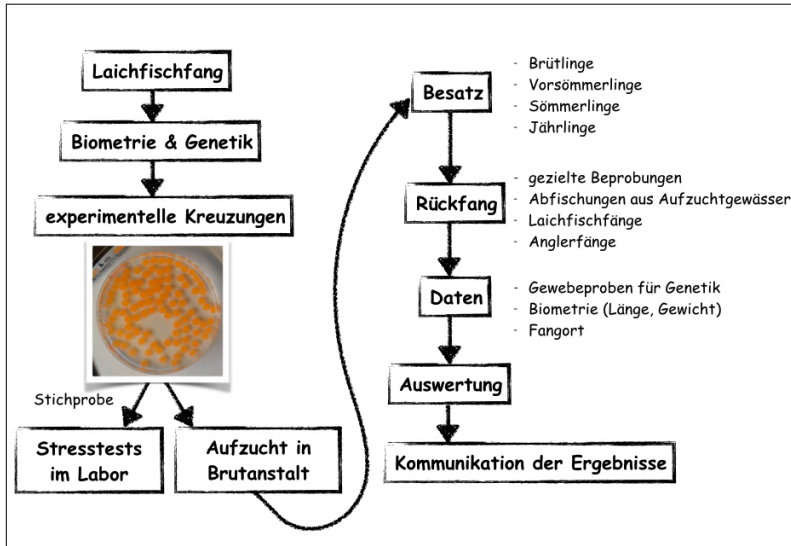 Laichfischfang
Biometrie & Genetik
experimentelle Kreuzungen
Stichprobe
Stresstests
im Labor
Aufzucht in
Brutanstalt
Besatz
- Brütlinge
- Vorsömmerlinge
- Sömmerlinge
- Jährlinge
Rückfang
- gezielte Beprobungen
- Abfischungen aus Aufzuchtgewässer
- Laichfischfänge
- Anglerfänge
Daten
- Gewebeproben für Genetik
- Biometrie (Länge, Gewicht)
- Fangort
Auswertung
Kommunikation der Ergebnisse